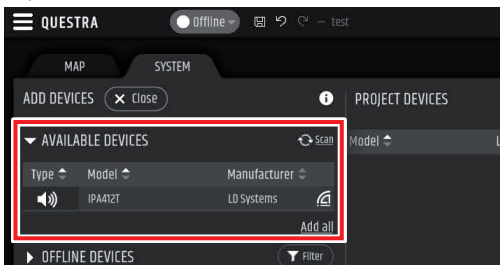 QUESTRA Offline – test
MAP SYSTEM
ADD DEVICES Close PROJECT DEVICES
AVAILABLE DEVICES Scan Model L
Type Model Manufacturer
IPA412T LD Systems
Add all
OFFLINE DEVICES Filter